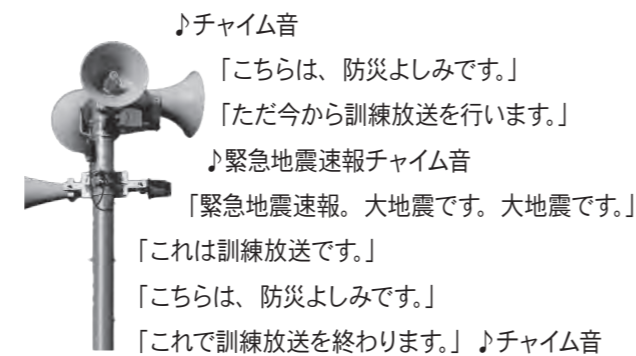 ♪チャイム音
「こちらは、防災よしみです。」
「ただ今から訓練放送を行います。」
♪緊急地震速報チャイム音
「緊急地震速報。大地震です。大地震です。」
「これは訓練放送です。」
「こちらは、防災よしみです。」
「これで訓練放送を終わります。」♪チャイム音